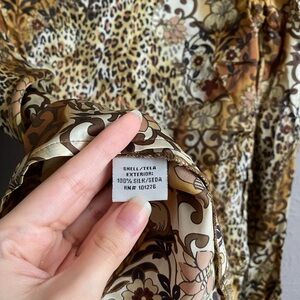 SHELL/TELA
EXTERIOR:
100% SILK/SEDA
RN# 101276